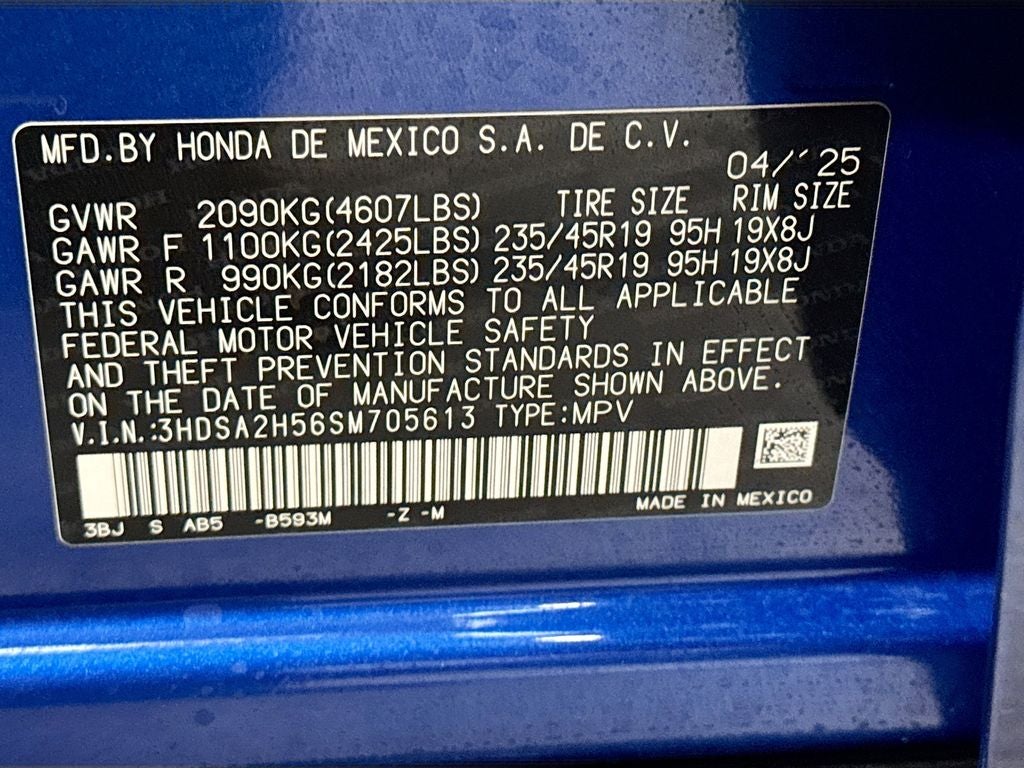 MFD.BY HONDA DE MEXICO S.A. DE C.V.
04/´25
GVWR 2090KG(4607LBS) TIRE SIZE RIM SIZE
GAWR F 1100KG(2425LBS) 235/45R19 95H 19X8J
GAWR R 990KG(2182LBS) 235/45R19 95H 19X8J
THIS VEHICLE CONFORMS TO ALL APPLICABLE
FEDERAL MOTOR VEHICLE SAFETY
AND THEFT PREVENTION STANDARDS IN EFFECT
ON THE DATE OF MANUFACTURE SHOWN ABOVE.
V.I.N.:3HDSA2H56SM705613 TYPE:MPV
3BJ S AB5 -B593M -Z -M MADE IN MEXICO